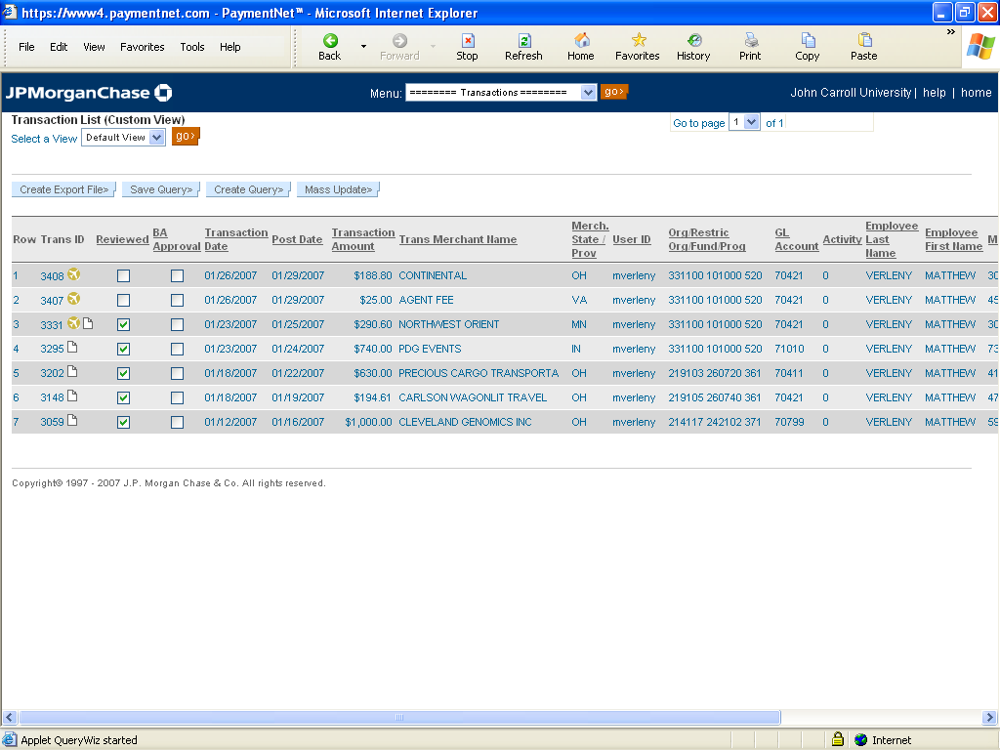 https://www4.paymentnet.com - PaymentNet™ - Microsoft Internet Explorer
File Edit View Favorites Tools Help
Back Forward Stop Refresh Home Favorites History Print Copy Paste »
JPMorganChase Menu: ======== Transactions ======== go> John Carroll University | help | home
Transaction List (Custom View)
Select a View Default View go> Go to page 1 of 1
Create Export File> Save Query> Create Query> Mass Update>
Row Trans ID Reviewed BA Approval Transaction Date Post Date Transaction Amount Trans Merchant Name Merch. State / Prov User ID Org/Restric Org/Fund/Prog GL Account Activity Employee Last Name Employee First Name M
1 3408 01/26/2007 01/29/2007 $188.80 CONTINENTAL OH mverleny 331100 101000 520 70421 0 VERLENY MATTHEW 30
2 3407 01/26/2007 01/29/2007 $25.00 AGENT FEE VA mverleny 331100 101000 520 70421 0 VERLENY MATTHEW 45
3 3331 01/23/2007 01/25/2007 $290.60 NORTHWEST ORIENT MN mverleny 331100 101000 520 70421 0 VERLENY MATTHEW 30
4 3295 01/23/2007 01/24/2007 $740.00 PDG EVENTS IN mverleny 331100 101000 520 71010 0 VERLENY MATTHEW 73
5 3202 01/18/2007 01/22/2007 $630.00 PRECIOUS CARGO TRANSPORTA OH mverleny 219103 260720 361 70411 0 VERLENY MATTHEW 41
6 3148 01/18/2007 01/19/2007 $194.61 CARLSON WAGONLIT TRAVEL OH mverleny 219105 260740 361 70421 0 VERLENY MATTHEW 47
7 3059 01/12/2007 01/16/2007 $1,000.00 CLEVELAND GENOMICS INC OH mverleny 214117 242102 371 70799 0 VERLENY MATTHEW 59
Copyright© 1997 - 2007 J.P. Morgan Chase & Co. All rights reserved.
Applet QueryWiz started Internet